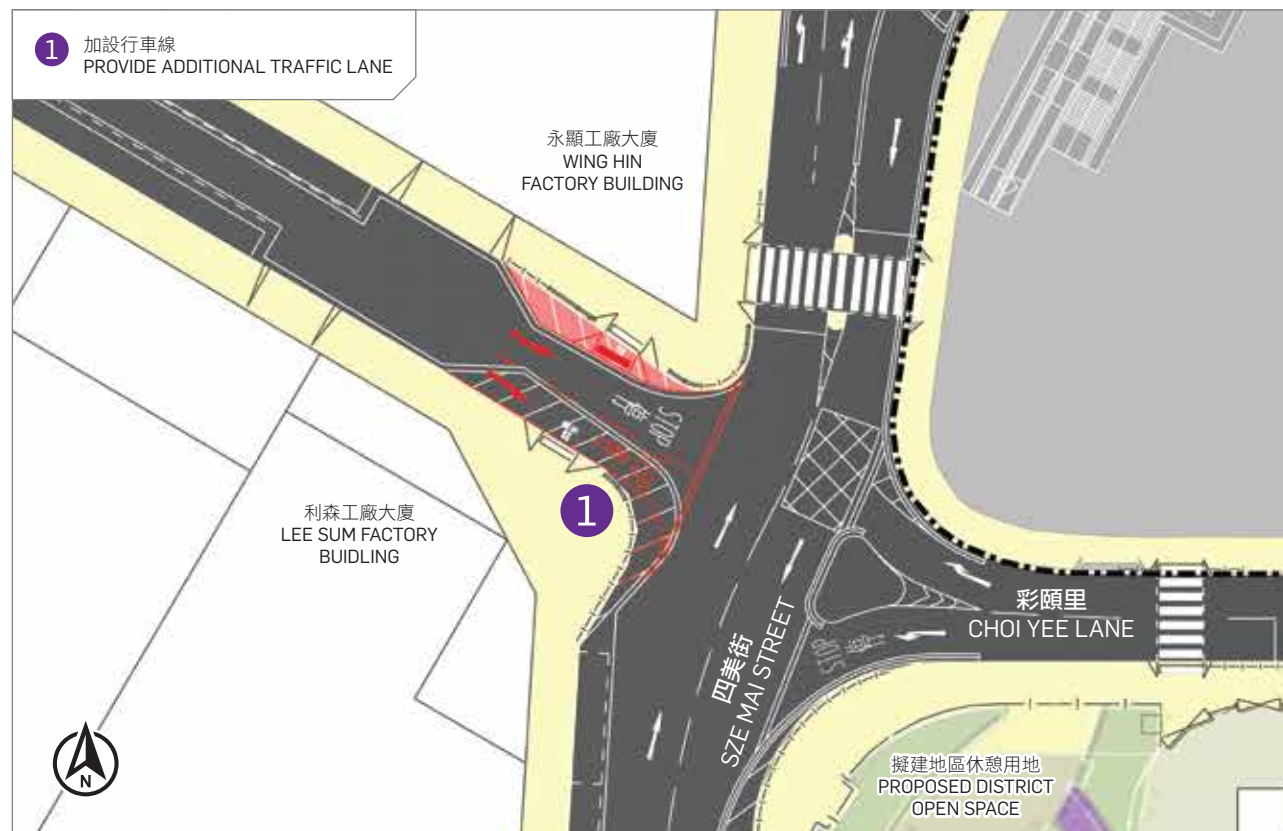 1
加設行車線
PROVIDE ADDITIONAL TRAFFIC LANE
永顯工廠大廈
WING HIN
FACTORY BUILDING
STOP
停
1
利森工廠大廈
LEE SUM FACTORY
BUIDLING
四美街
SZE MAI STREET
STOP
停
彩頤里
CHOI YEE LANE
擬建地區休憩用地
PROPOSED DISTRICT
OPEN SPACE
N